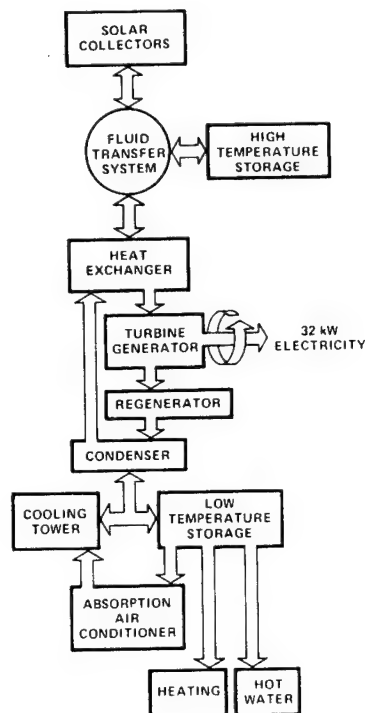 SOLAR
COLLECTORS
FLUID
TRANSFER
SYSTEM
HIGH
TEMPERATURE
STORAGE
HEAT
EXCHANGER
TURBINE
GENERATOR
32 kW
ELECTRICITY
REGENERATOR
CONDENSER
COOLING
TOWER
LOW
TEMPERATURE
STORAGE
ABSORPTION
AIR
CONDITIONER
HEATING
HOT
WATER